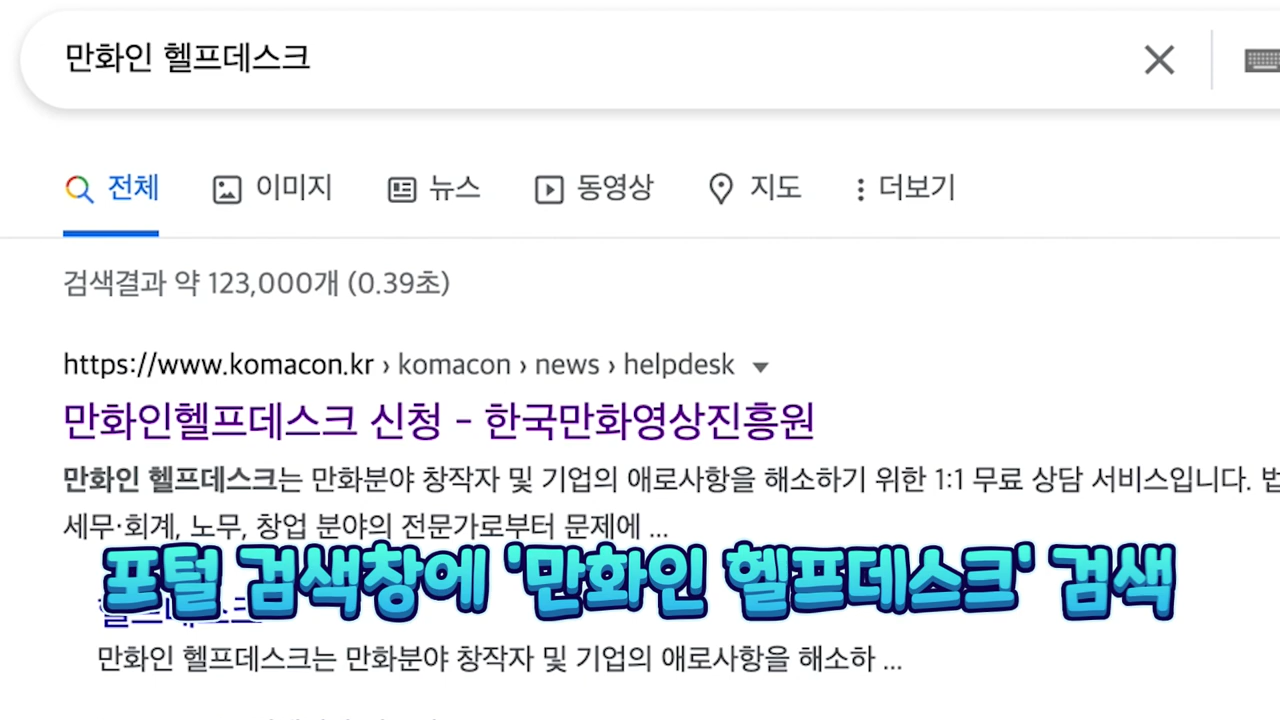 만화인 헬프데스크
전체 이미지 뉴스 동영상 지도 더보기
검색결과 약 123,000개 (0.39초)
https://www.komacon.kr › komacon › news › helpdesk
만화인헬프데스크 신청 - 한국만화영상진흥원
만화인 헬프데스크는 만화분야 창작자 및 기업의 애로사항을 해소하기 위한 1:1 무료 상담 서비스입니다. 법
세무·회계, 노무, 창업 분야의 전문가로부터 문제에 ...
포털 검색창에 '만화인 헬프데스크' 검색
헬프데스크
만화인 헬프데스크는 만화분야 창작자 및 기업의 애로사항을 해소하 ...